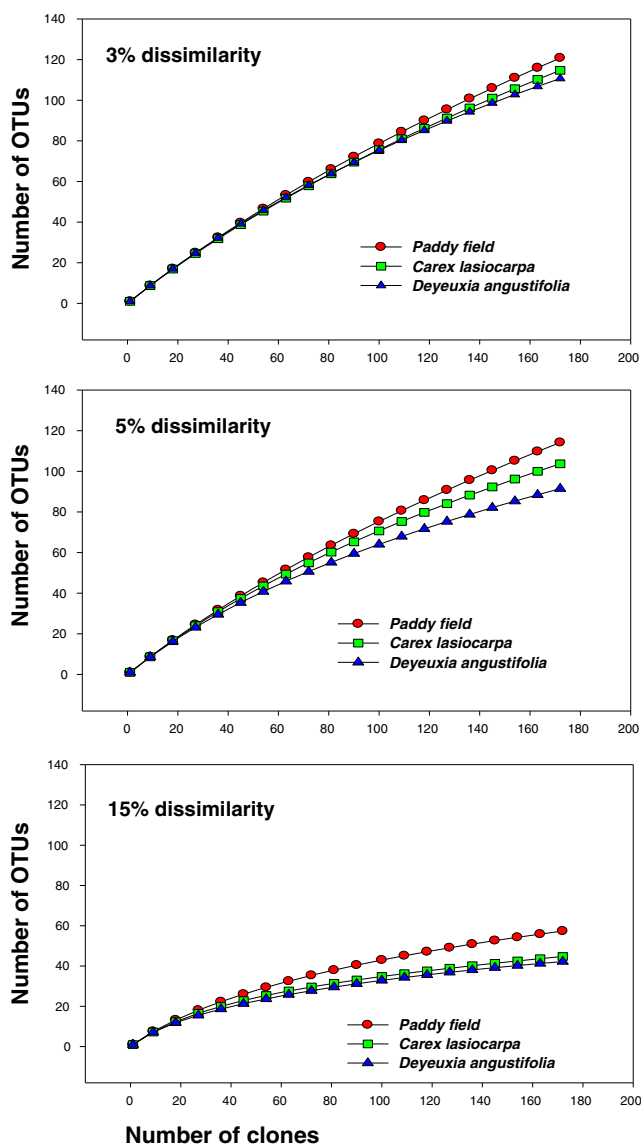 3% dissimilarity
Number of OTUs
140
120
100
80
60
40
20
0
Paddy field
Carex lasiocarpa
Deyeuxia angustifolia
0 20 40 60 80 100 120 140 160 180 200
5% dissimilarity
Number of OTUs
140
120
100
80
60
40
20
0
Paddy field
Carex lasiocarpa
Deyeuxia angustifolia
0 20 40 60 80 100 120 140 160 180 200
15% dissimilarity
Number of OTUs
140
120
100
80
60
40
20
0
Paddy field
Carex lasiocarpa
Deyeuxia angustifolia
0 20 40 60 80 100 120 140 160 180 200
Number of clones